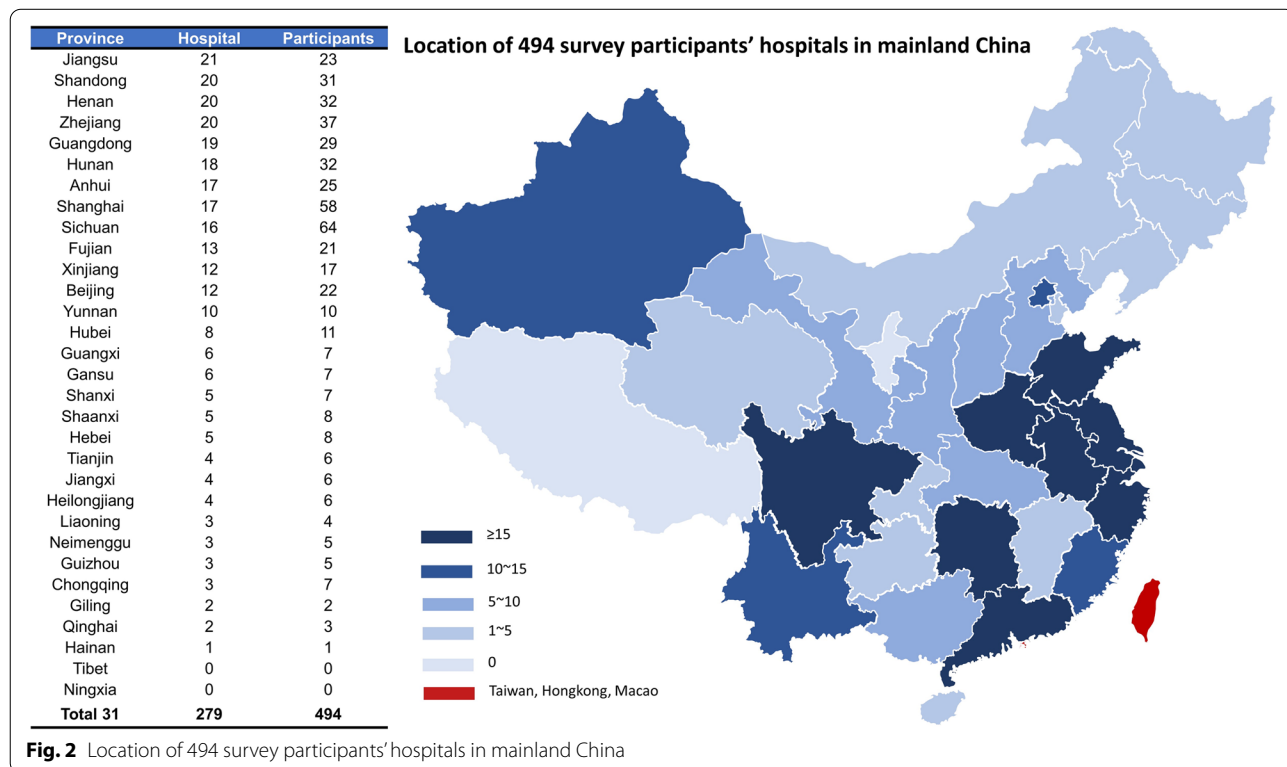 Province Hospital Participants
Jiangsu 21 23
Shandong 20 31
Henan 20 32
Zhejiang 20 37
Guangdong 19 29
Hunan 18 32
Anhui 17 25
Shanghai 17 58
Sichuan 16 64
Fujian 13 21
Xinjiang 12 17
Beijing 12 22
Yunnan 10 10
Hubei 8 11
Guangxi 6 7
Gansu 6 7
Shanxi 5 7
Shaanxi 5 8
Hebei 5 8
Tianjin 4 6
Jiangxi 4 6
Heilongjiang 4 6
Liaoning 3 4
Neimenggu 3 5
Guizhou 3 5
Chongqing 3 7
Giling 2 2
Qinghai 2 3
Hainan 1 1
Tibet 0 0
Ningxia 0 0
Total 31 279 494
Location of 494 survey participants’ hospitals in mainland China
≥15
10~15
5~10
1~5
0
Taiwan, Hongkong, Macao
Fig. 2 Location of 494 survey participants’ hospitals in mainland China